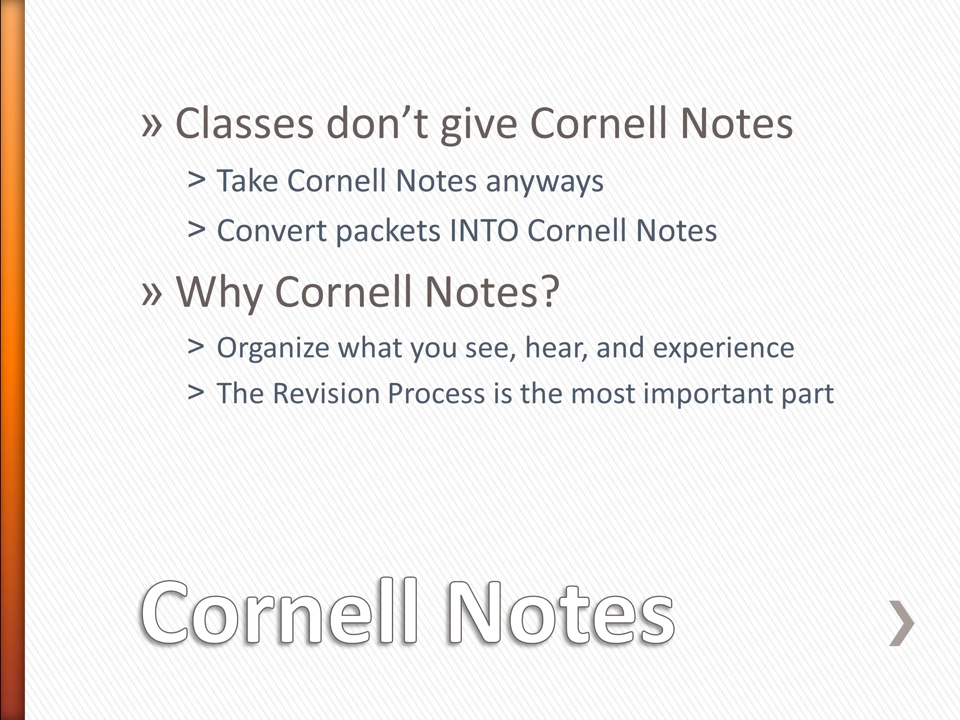 » Classes don’t give Cornell Notes
> Take Cornell Notes anyways
> Convert packets INTO Cornell Notes
» Why Cornell Notes?
> Organize what you see, hear, and experience
> The Revision Process is the most important part
Cornell Notes